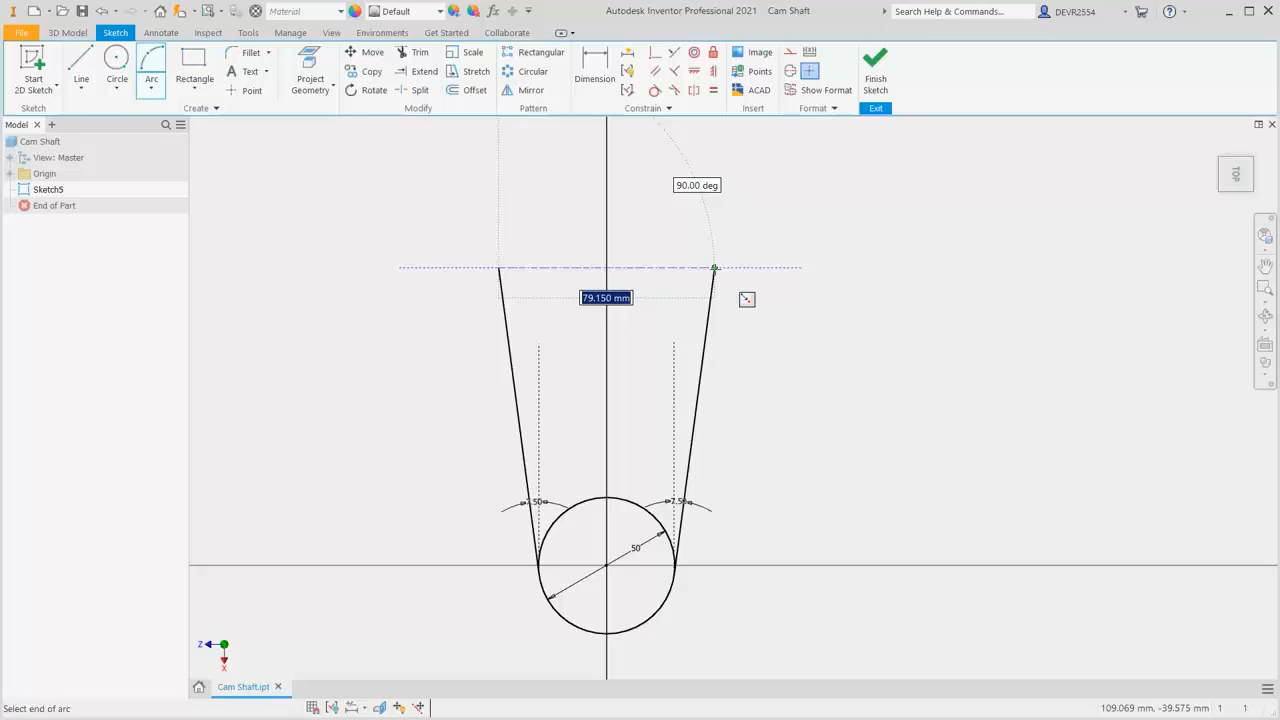 Material
Default
Autodesk Inventor Professional 2021 Cam Shaft
Search Help & Commands...
DEVR2554
File
3D Model
Sketch
Annotate
Inspect
Tools
Manage
View
Environments
Get Started
Collaborate
Start
2D Sketch
Line
Circle
Arc
Rectangle
Fillet
Text
Point
Project
Geometry
Move
Copy
Rotate
Trim
Extend
Split
Scale
Stretch
Offset
Rectangular
Circular
Mirror
Dimension
Image
Points
ACAD
Show Format
Finish
Sketch
Sketch
Create
Modify
Pattern
Constrain
Insert
Format
Exit
Model
Cam Shaft
View: Master
Origin
Sketch5
End of Part
TOP
90.00 deg
79.150 mm
7.50
7.50
50
Z
X
Cam Shaft.ipt
Select end of arc
109.069 mm, -39.575 mm 1 1